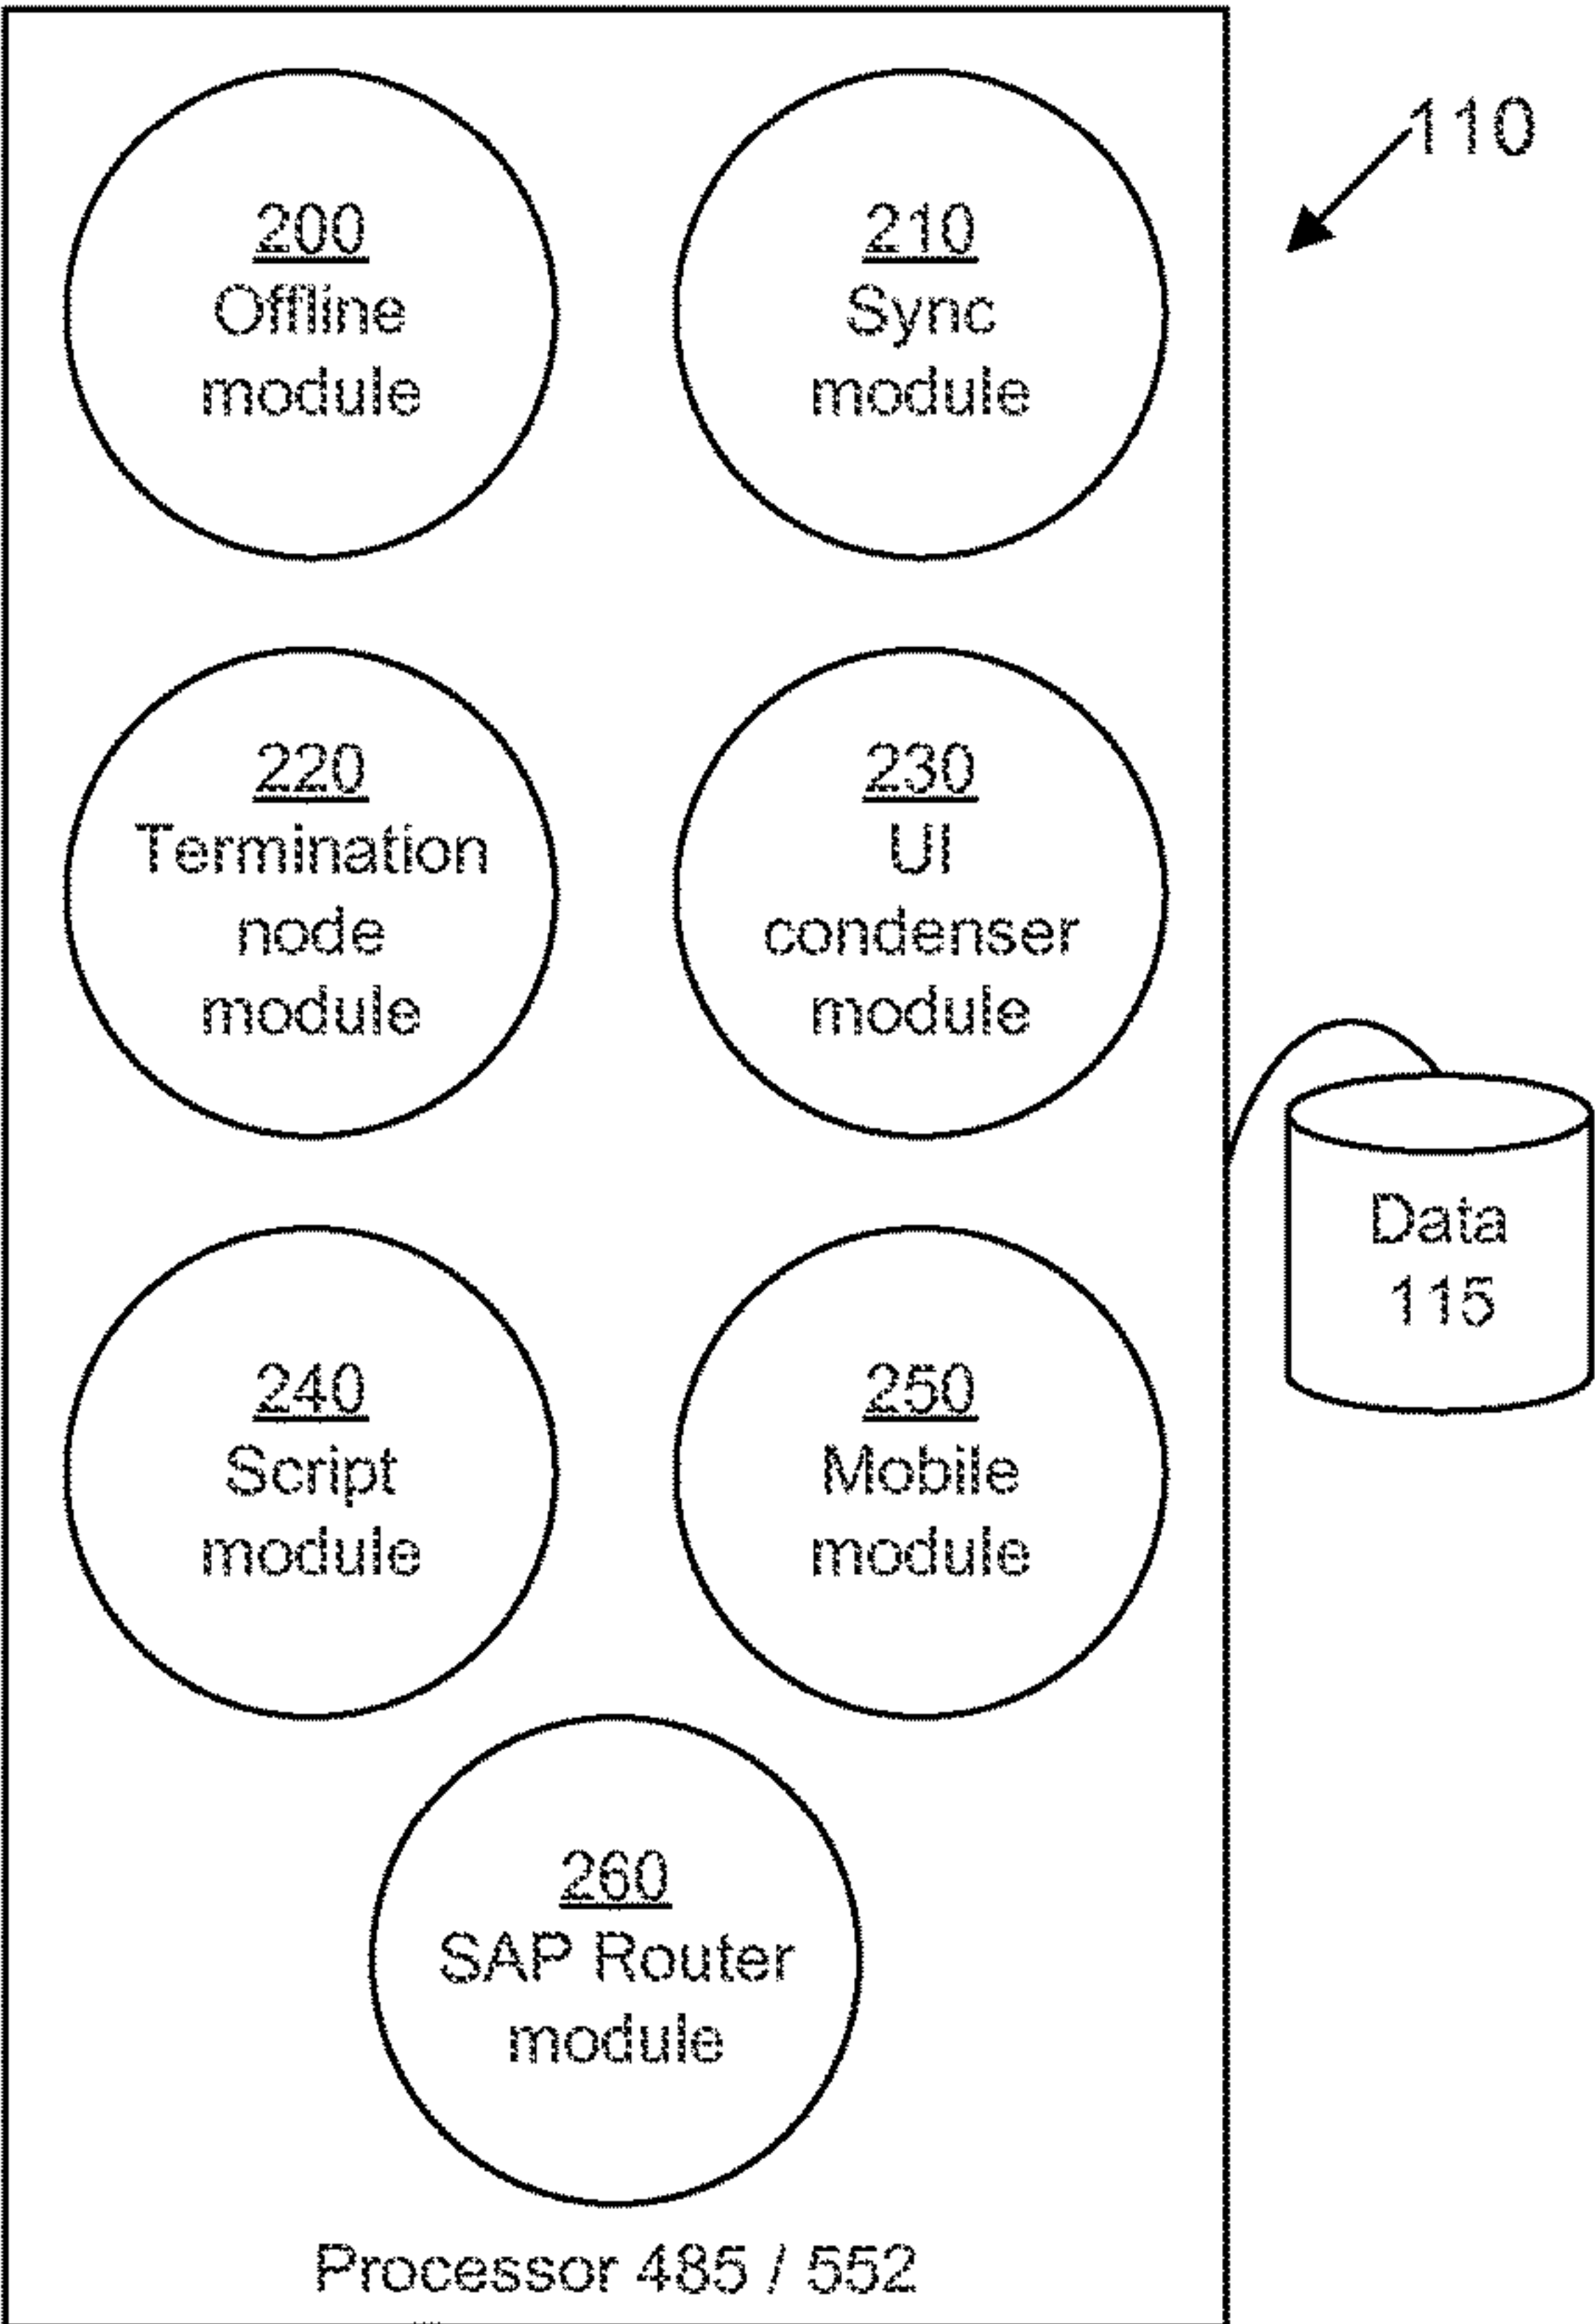 110
200
Offline
module
210
Sync
module
220
Termination
node
module
230
UI
condenser
module
Data
115
240
Script
module
250
Mobile
module
260
SAP Router
module
Processor 485 / 552